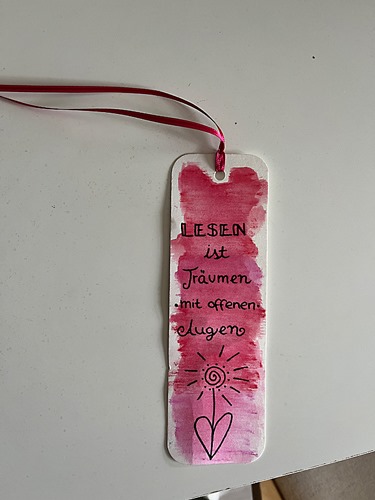 LESEN
ist
Träumen
mit offenen
Augen